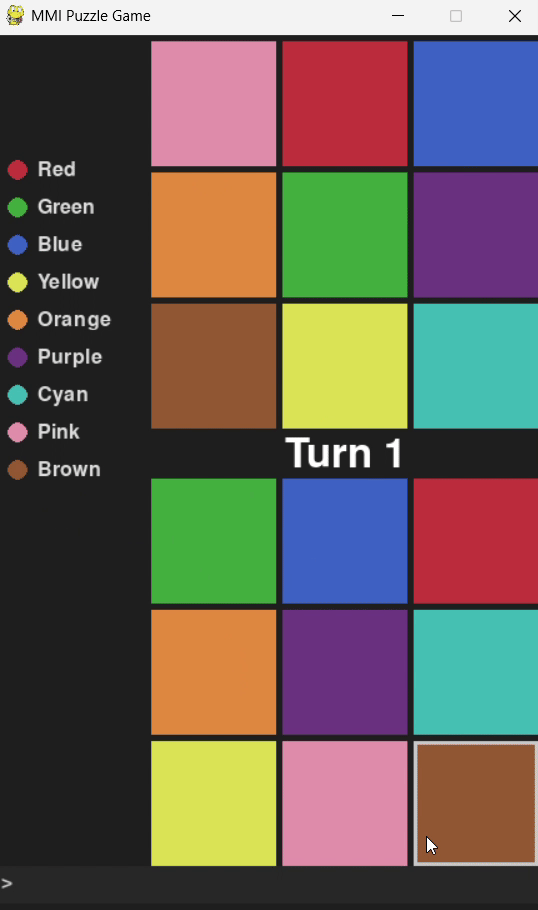 MMI Puzzle Game
Red
Green
Blue
Yellow
Orange
Purple
Cyan
Pink
Brown
Turn 1
>